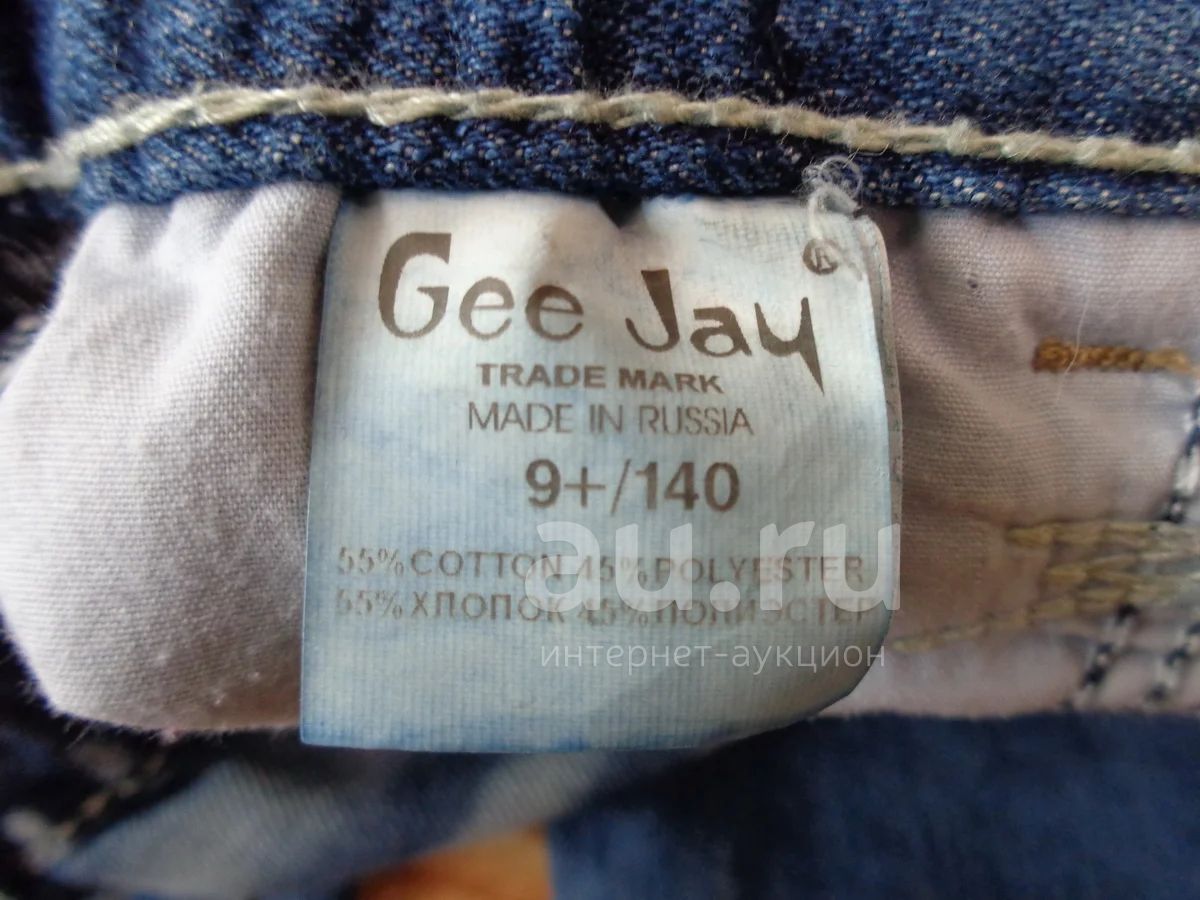 Gee Jay ®
TRADE MARK
MADE IN RUSSIA
9+/140
55% COTTON 45% POLYESTER
55% ХЛОПОК 45% ПОЛИЭСТЕР
au.ru
интернет-аукцион